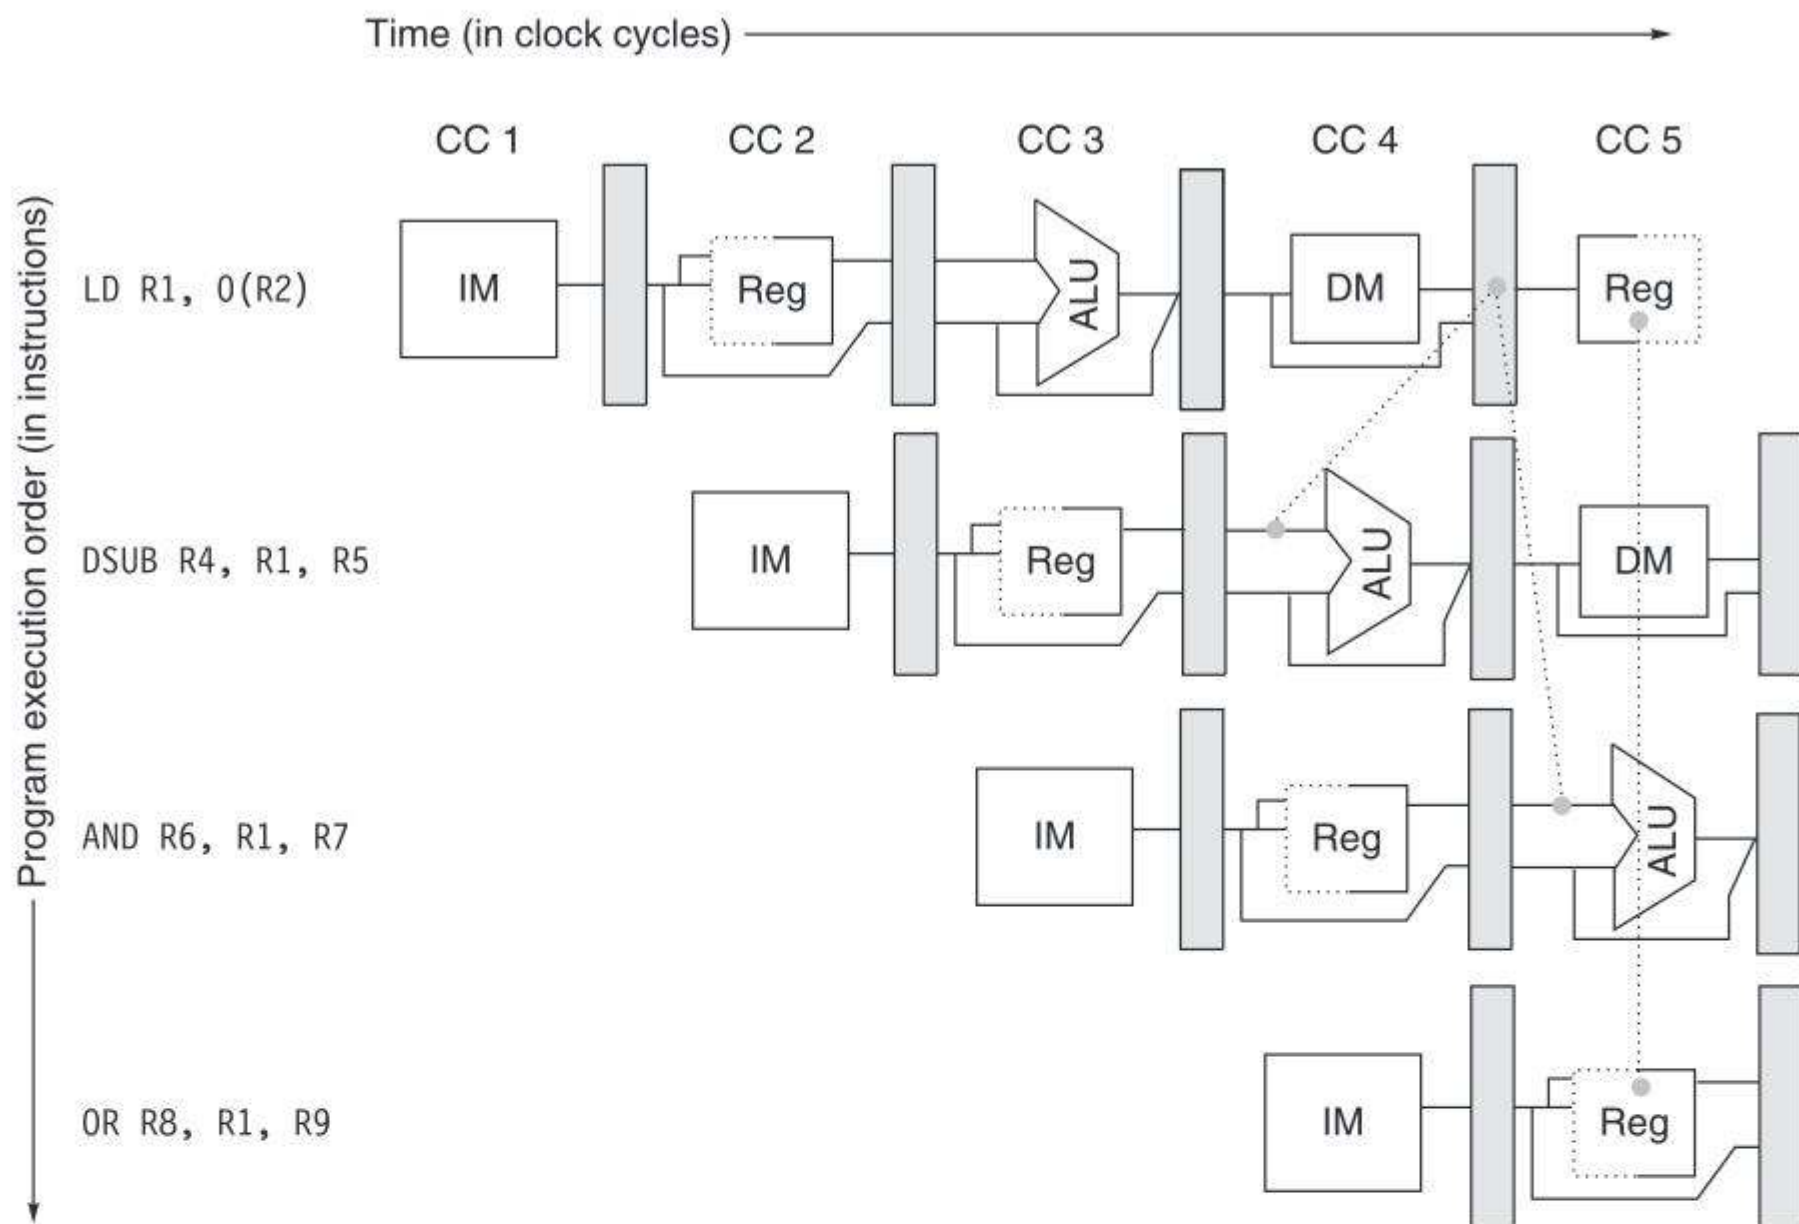 Time (in clock cycles)
CC 1 CC 2 CC 3 CC 4 CC 5
Program execution order (in instructions)
LD R1, 0(R2) IM Reg ALU DM Reg
DSUB R4, R1, R5 IM Reg ALU DM
AND R6, R1, R7 IM Reg ALU
OR R8, R1, R9 IM Reg